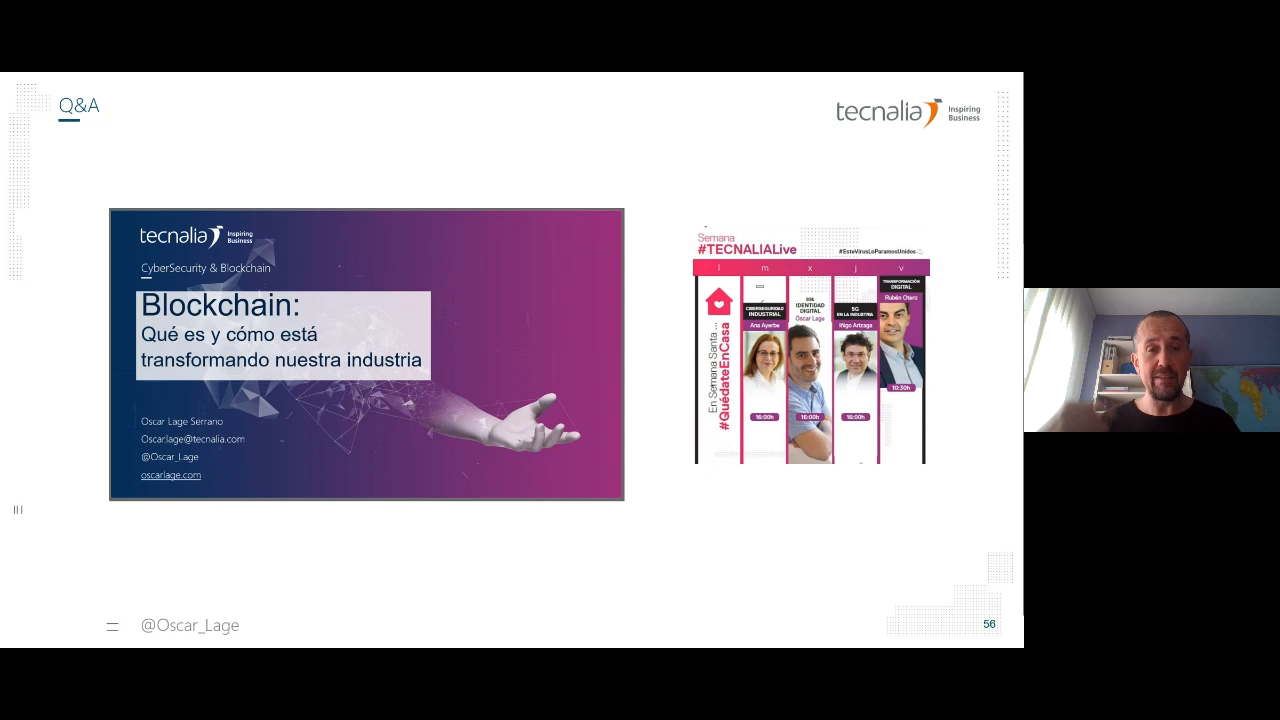 Q&A
tecnalia Inspiring Business
tecnalia Inspiring Business
CyberSecurity & Blockchain
Blockchain:
Qué es y cómo está
transformando nuestra industria
Oscar Lage Serrano
Oscar.lage@tecnalia.com
@Oscar_Lage
oscarlage.com
Semana
#TECNALIALive
#EsteVirusLoParamosUnidos
l m x j v
En Semana Santa ...
#QuédateEnCasa
CIBERSEGURIDAD
INDUSTRIAL
Ana Ayerbe
16:00h
SSI:
IDENTIDAD
DIGITAL
Oscar Lage
16:00h
5G
EN LA INDUSTRIA
Iñigo Arizaga
16:00h
TRANSFORMACIÓN
DIGITAL
Rubén Otero
10:30h
@Oscar_Lage
56